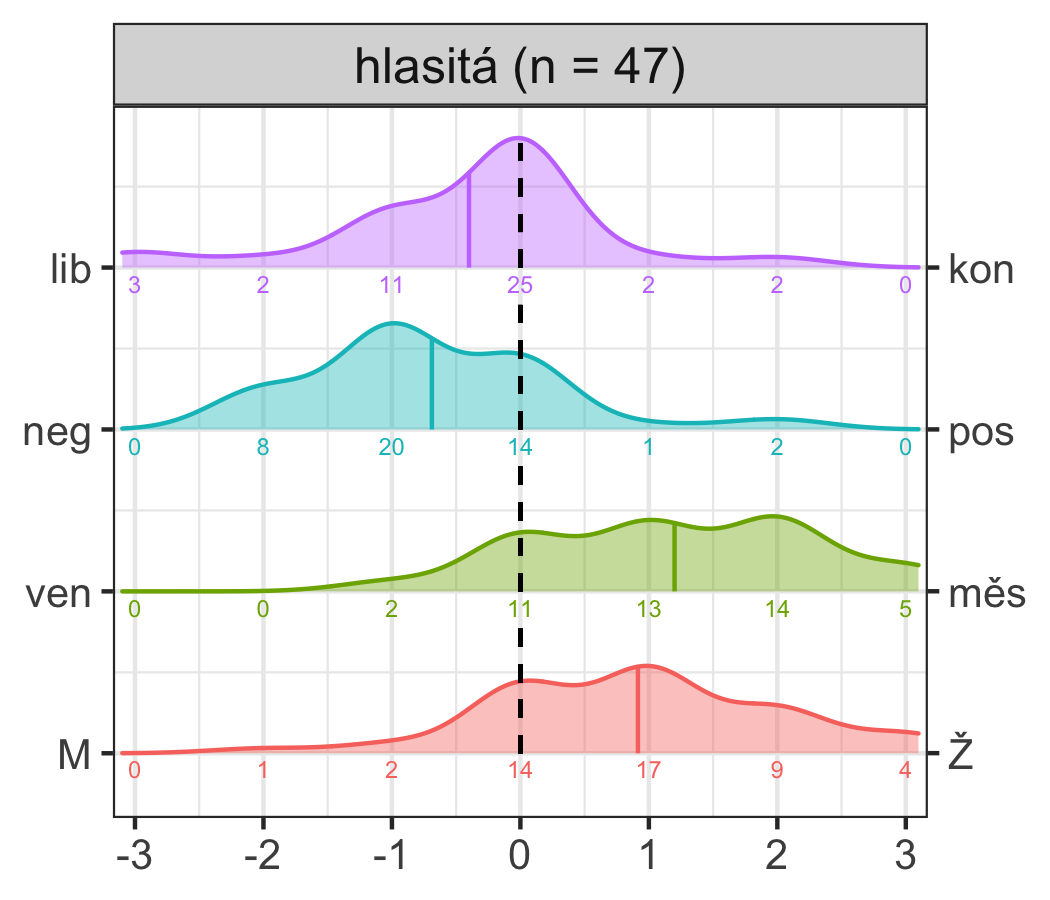 hlasitá (n = 47)
lib kon
3 2 11 25 2 2 0
neg pos
0 8 20 14 1 2 0
ven měs
0 0 2 11 13 14 5
M Ž
0 1 2 14 17 9 4
-3 -2 -1 0 1 2 3